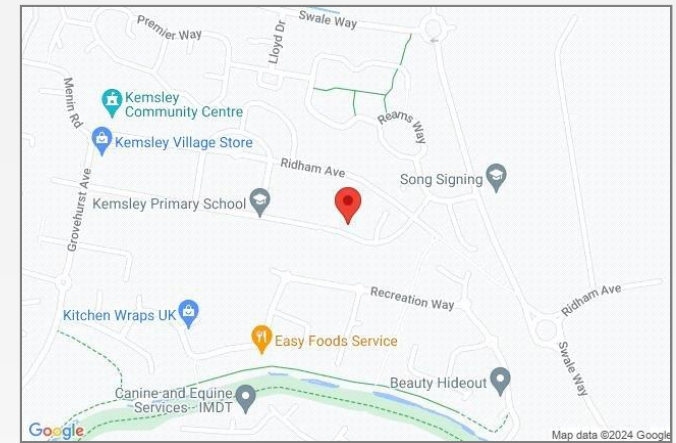 Swale Way
Premier Way
Lloyd Dr
Menin Rd
Kemsley
Community Centre
Reams Way
Kemsley Village Store
Ridham Ave
Song Signing
Kemsley Primary School
Grovehurst Ave
Recreation Way
Ridham Ave
Kitchen Wraps UK
Easy Foods Service
Swale Way
Beauty Hideout
Canine and Equine
Services - IMDT
Google
Map data ©2024 Google